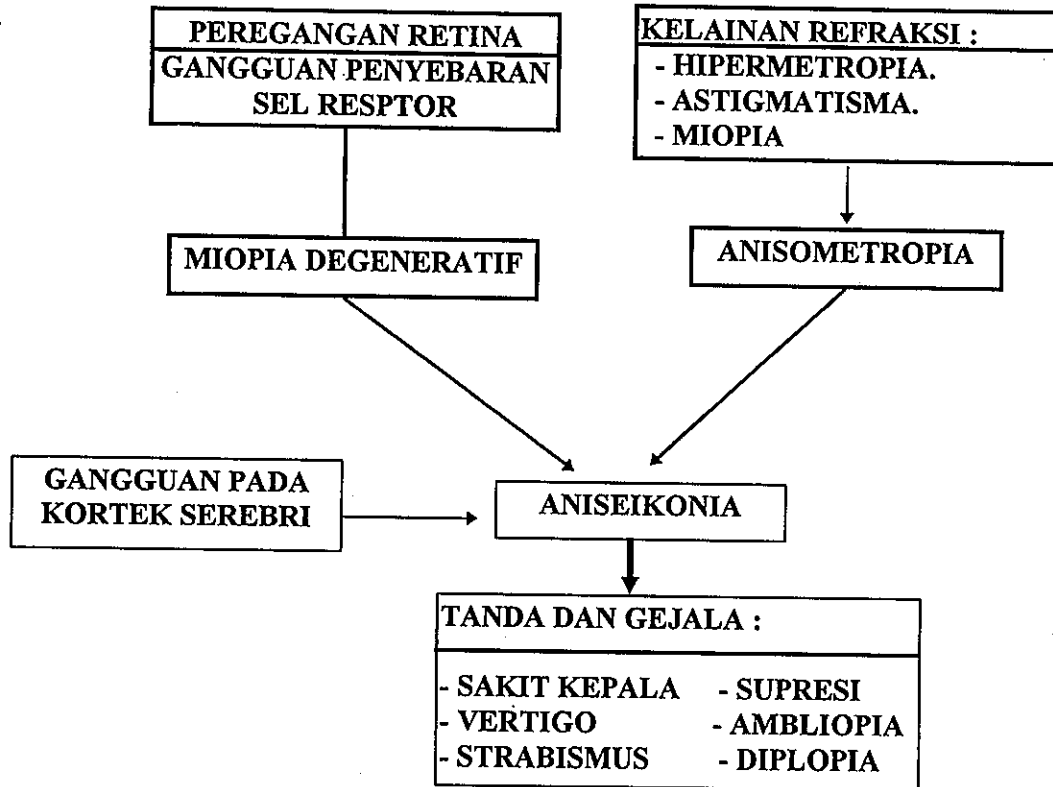 PEREGANGAN RETINA
GANGGUAN PENYEBARAN
SEL RESPTOR
KELAINAN REFRAKSI :
- HIPERMETROPIA.
- ASTIGMATISMA.
- MIOPIA
MIOPIA DEGENERATIF
ANISOMETROPIA
GANGGUAN PADA
KORTEK SEREBRI
ANISEIKONIA
TANDA DAN GEJALA :
- SAKIT KEPALA - SUPRESI
- VERTIGO - AMBLIOPIA
- STRABISMUS - DIPLOPIA